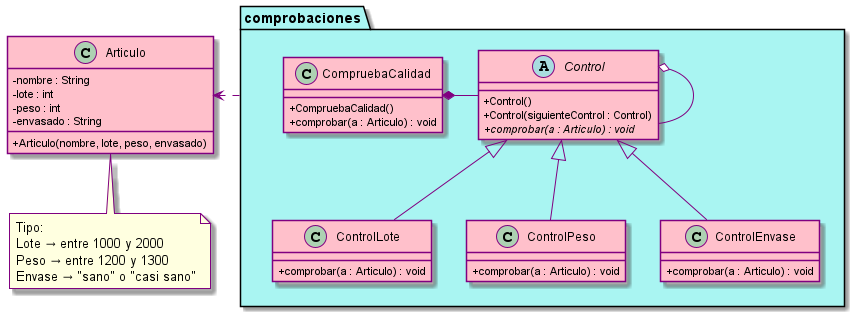 comprobaciones
C Articulo
-nombre : String
-lote : int
-peso : int
-envasado : String
+Articulo(nombre, lote, peso, envasado)
C CompruebaCalidad
+CompruebaCalidad()
+comprobar(a : Articulo) : void
A Control
+Control()
+Control(siguienteControl : Control)
+comprobar(a : Articulo) : void
Tipo:
Lote → entre 1000 y 2000
Peso → entre 1200 y 1300
Envase → "sano" o "casi sano"
C ControlLote
+comprobar(a : Articulo) : void
C ControlPeso
+comprobar(a : Articulo) : void
C ControlEnvase
+comprobar(a : Articulo) : void